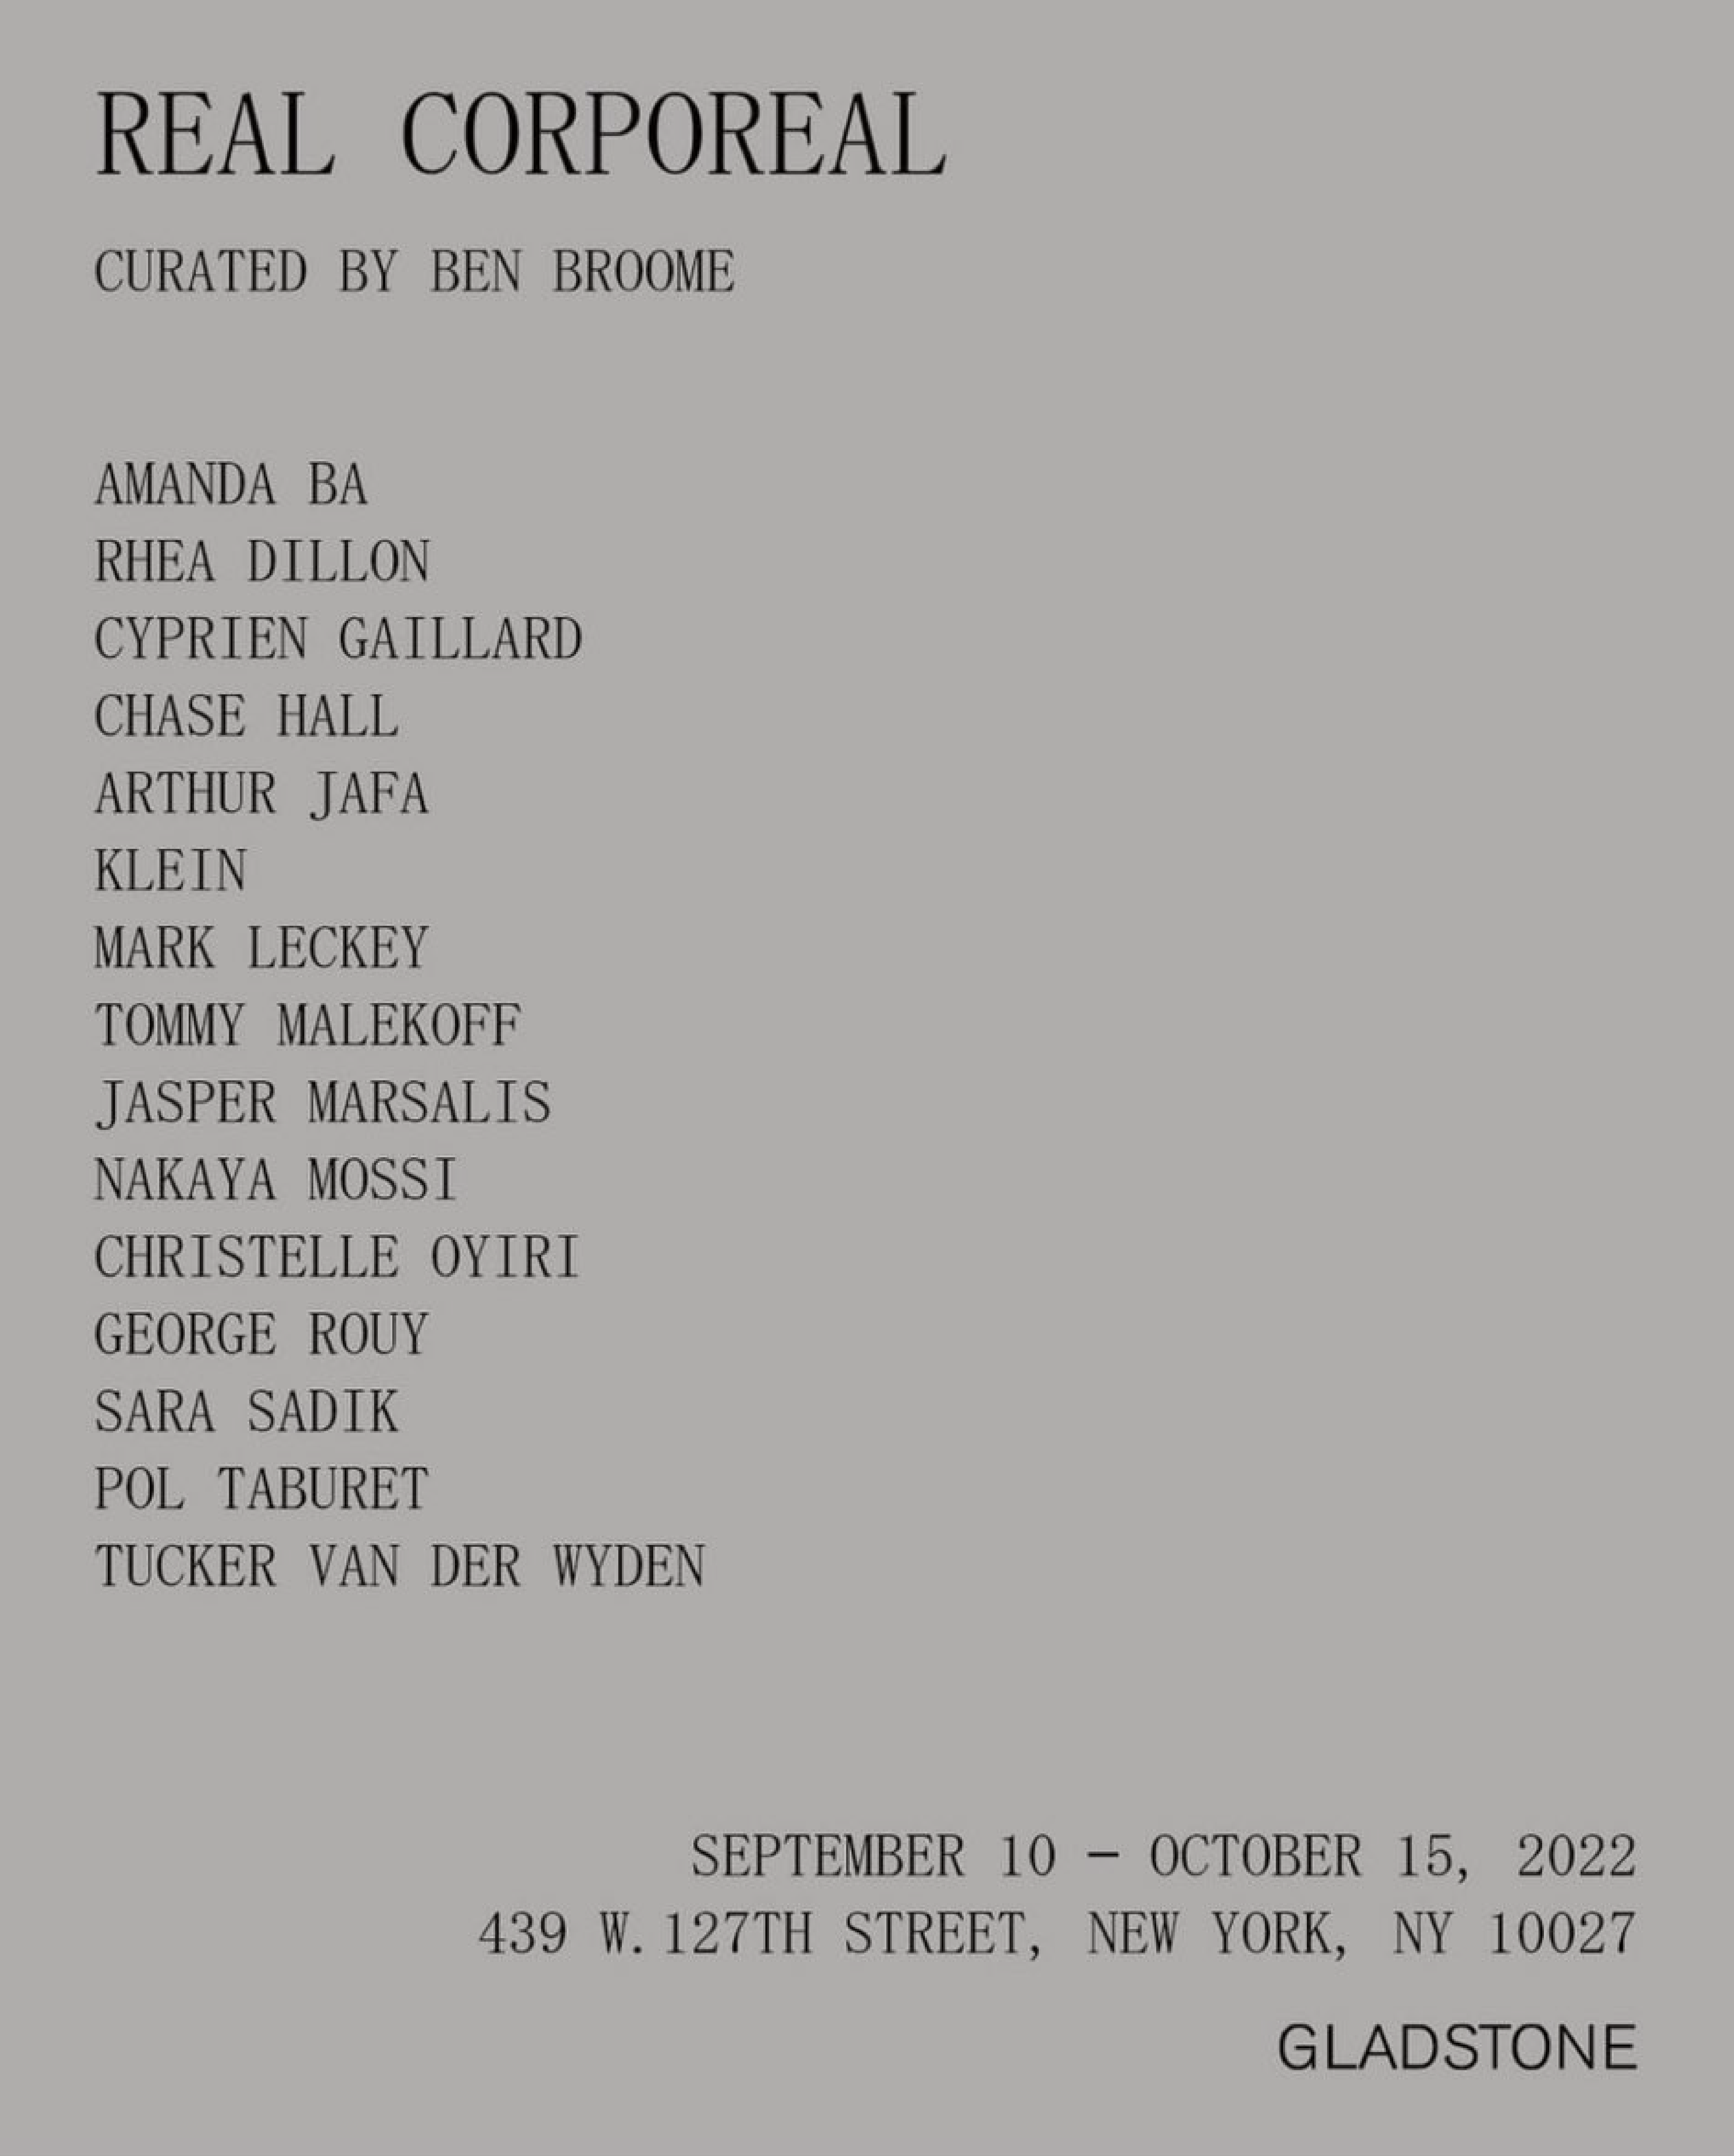 REAL CORPOREAL
CURATED BY BEN BROOME
AMANDA BA
RHEA DILLON
CYPRIEN GAILLARD
CHASE HALL
ARTHUR JAFA
KLEIN
MARK LECKEY
TOMMY MALEKOFF
JASPER MARSALIS
NAKAYA MOSSI
CHRISTELLE OYIRI
GEORGE ROUY
SARA SADIK
POL TABURET
TUCKER VAN DER WYDEN
SEPTEMBER 10 – OCTOBER 15, 2022
439 W. 127TH STREET, NEW YORK, NY 10027
GLADSTONE